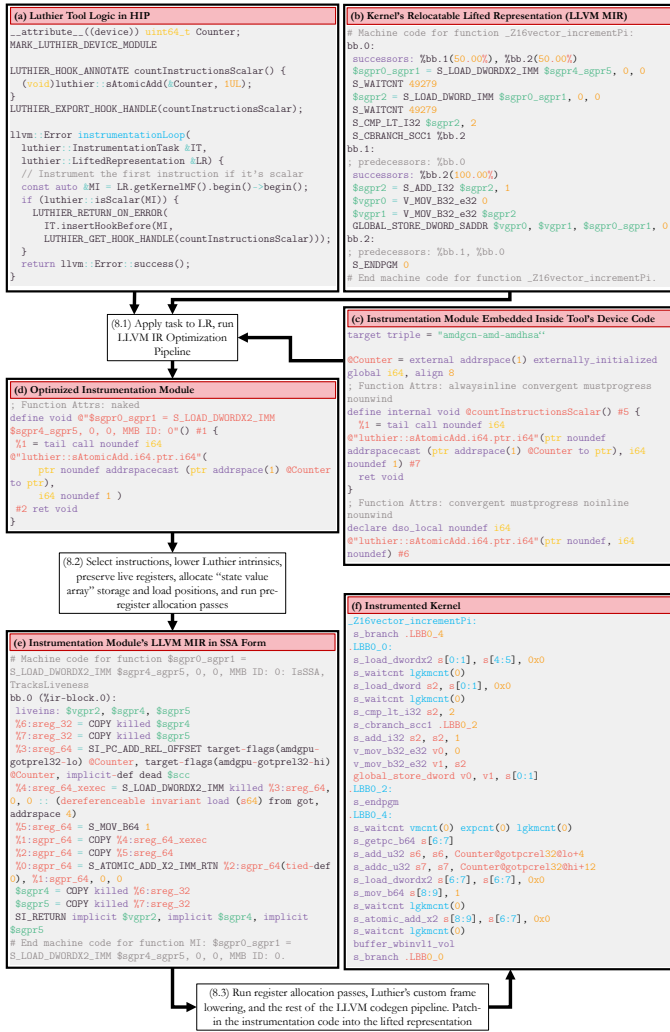 (a) Luthier Tool Logic in HIP
__attribute__((device)) uint64_t Counter;
MARK_LUTHIER_DEVICE_MODULE
LUTHIER_HOOK_ANNOTATE countInstructionsScalar() {
(void)luthier::sAtomicAdd(&Counter, 1UL);
}
LUTHIER_EXPORT_HOOK_HANDLE(countInstructionsScalar);
llvm::Error instrumentationLoop(
luthier::InstrumentationTask &IT,
luthier::LiftedRepresentation &LR) {
// Instrument the first instruction if it's scalar
const auto &MI = LR.getKernelMF().begin()->begin();
if (luthier::isScalar(MI)) {
LUTHIER_RETURN_ON_ERROR(
IT.insertHookBefore(MI,
LUTHIER_GET_HOOK_HANDLE(countInstructionsScalar)));
}
return llvm::Error::success();
}
(b) Kernel's Relocatable Lifted Representation (LLVM MIR)
# Machine code for function _Z16vector_incrementPi:
bb.0:
successors: %bb.1(50.00%), %bb.2(50.00%)
$sgpr0_sgpr1 = S_LOAD_DWORDX2_IMM $sgpr4_sgpr5, 0, 0
S_WAITCNT 49279
$sgpr2 = S_LOAD_DWORD_IMM $sgpr0_sgpr1, 0, 0
S_WAITCNT 49279
S_CMP_LT_I32 $sgpr2, 2
S_CBRANCH_SCC1 %bb.2
bb.1:
; predecessors: %bb.0
successors: %bb.2(100.00%)
$sgpr2 = S_ADD_I32 $sgpr2, 1
$vgpr0 = V_MOV_B32_e32 0
$vgpr1 = V_MOV_B32_e32 $sgpr2
GLOBAL_STORE_DWORD_SADDR $vgpr0, $vgpr1, $sgpr0_sgpr1, 0
bb.2:
; predecessors: %bb.1, %bb.0
S_ENDPGM 0
# End machine code for function _Z16vector_incrementPi.
(8.1) Apply task to LR, run
LLVM IR Optimization
Pipeline
(c) Instrumentation Module Embedded Inside Tool's Device Code
target triple = "amdgcn-amd-amdhsa"
@Counter = external addrspace(1) externally_initialized
global i64, align 8
; Function Attrs: alwaysinline convergent mustprogress
nounwind
define internal void @countInstructionsScalar() #5 {
%1 = tail call noundef i64
@"luthier::sAtomicAdd.i64.ptr.i64"(ptr noundef
addrspacecast (ptr addrspace(1) @Counter to ptr), i64
noundef 1) #7
ret void
}
; Function Attrs: convergent mustprogress noinline
nounwind
declare dso_local noundef i64
@"luthier::sAtomicAdd.i64.ptr.i64"(ptr noundef, i64
noundef) #6
(d) Optimized Instrumentation Module
; Function Attrs: naked
define void @"$sgpr0_sgpr1 = S_LOAD_DWORDX2_IMM
$sgpr4_sgpr5, 0, 0, MMB ID: 0"() #1 {
%1 = tail call noundef i64
@"luthier::sAtomicAdd.i64.ptr.i64"(
ptr noundef addrspacecast (ptr addrspace(1) @Counter
to ptr),
i64 noundef 1 )
#2 ret void
}
(8.2) Select instructions, lower Luthier intrinsics,
preserve live registers, allocate “state value
array” storage and load positions, and run pre-
register allocation passes
(e) Instrumentation Module's LLVM MIR in SSA Form
# Machine code for function $sgpr0_sgpr1 =
S_LOAD_DWORDX2_IMM $sgpr4_sgpr5, 0, 0, MMB ID: 0: IsSSA,
TracksLiveness
bb.0 (%ir-block.0):
liveins: $vgpr2, $sgpr4, $sgpr5
%6:sreg_32 = COPY killed $sgpr4
%7:sreg_32 = COPY killed $sgpr5
%3:sreg_64 = SI_PC_ADD_REL_OFFSET target-flags(amdgpu-
gotprel32-lo) @Counter, target-flags(amdgpu-gotprel32-hi)
@Counter, implicit-def dead $scc
%4:sreg_64_xexec = S_LOAD_DWORDX2_IMM killed %3:sreg_64,
0, 0 :: (dereferenceable invariant load (s64) from got,
addrspace 4)
%5:sreg_64 = S_MOV_B64 1
%1:sgpr_64 = COPY %4:sreg_64_xexec
%2:sgpr_64 = COPY %5:sreg_64
%0:sgpr_64 = S_ATOMIC_ADD_X2_IMM_RTN %2:sgpr_64(tied-def
0), %1:sgpr_64, 0, 0
$sgpr4 = COPY killed %6:sreg_32
$sgpr5 = COPY killed %7:sreg_32
SI_RETURN implicit $vgpr2, implicit $sgpr4, implicit
$sgpr5
# End machine code for function MI: $sgpr0_sgpr1 =
S_LOAD_DWORDX2_IMM $sgpr4_sgpr5, 0, 0, MMB ID: 0.
(f) Instrumented Kernel
_Z16vector_incrementPi:
s_branch .LBB0_4
.LBB0_0:
s_load_dwordx2 s[0:1], s[4:5], 0x0
s_waitcnt lgkmcnt(0)
s_load_dword s2, s[0:1], 0x0
s_waitcnt lgkmcnt(0)
s_cmp_lt_i32 s2, 2
s_cbranch_scc1 .LBB0_2
s_add_i32 s2, s2, 1
v_mov_b32_e32 v0, 0
v_mov_b32_e32 v1, s2
global_store_dword v0, v1, s[0:1]
.LBB0_2:
s_endpgm
.LBB0_4:
s_waitcnt vmcnt(0) expcnt(0) lgkmcnt(0)
s_getpc_b64 s[6:7]
s_add_u32 s6, s6, Counter@gotpcrel32@lo+4
s_addc_u32 s7, s7, Counter@gotpcrel32@hi+12
s_load_dwordx2 s[6:7], s[6:7], 0x0
s_mov_b64 s[8:9], 1
s_waitcnt lgkmcnt(0)
s_atomic_add_x2 s[8:9], s[6:7], 0x0
s_waitcnt lgkmcnt(0)
buffer_wbinvl1_vol
s_branch .LBB0_0
(8.3) Run register allocation passes, Luthier's custom frame
lowering, and the rest of the LLVM codegen pipeline. Patch-
in the instrumentation code into the lifted representation